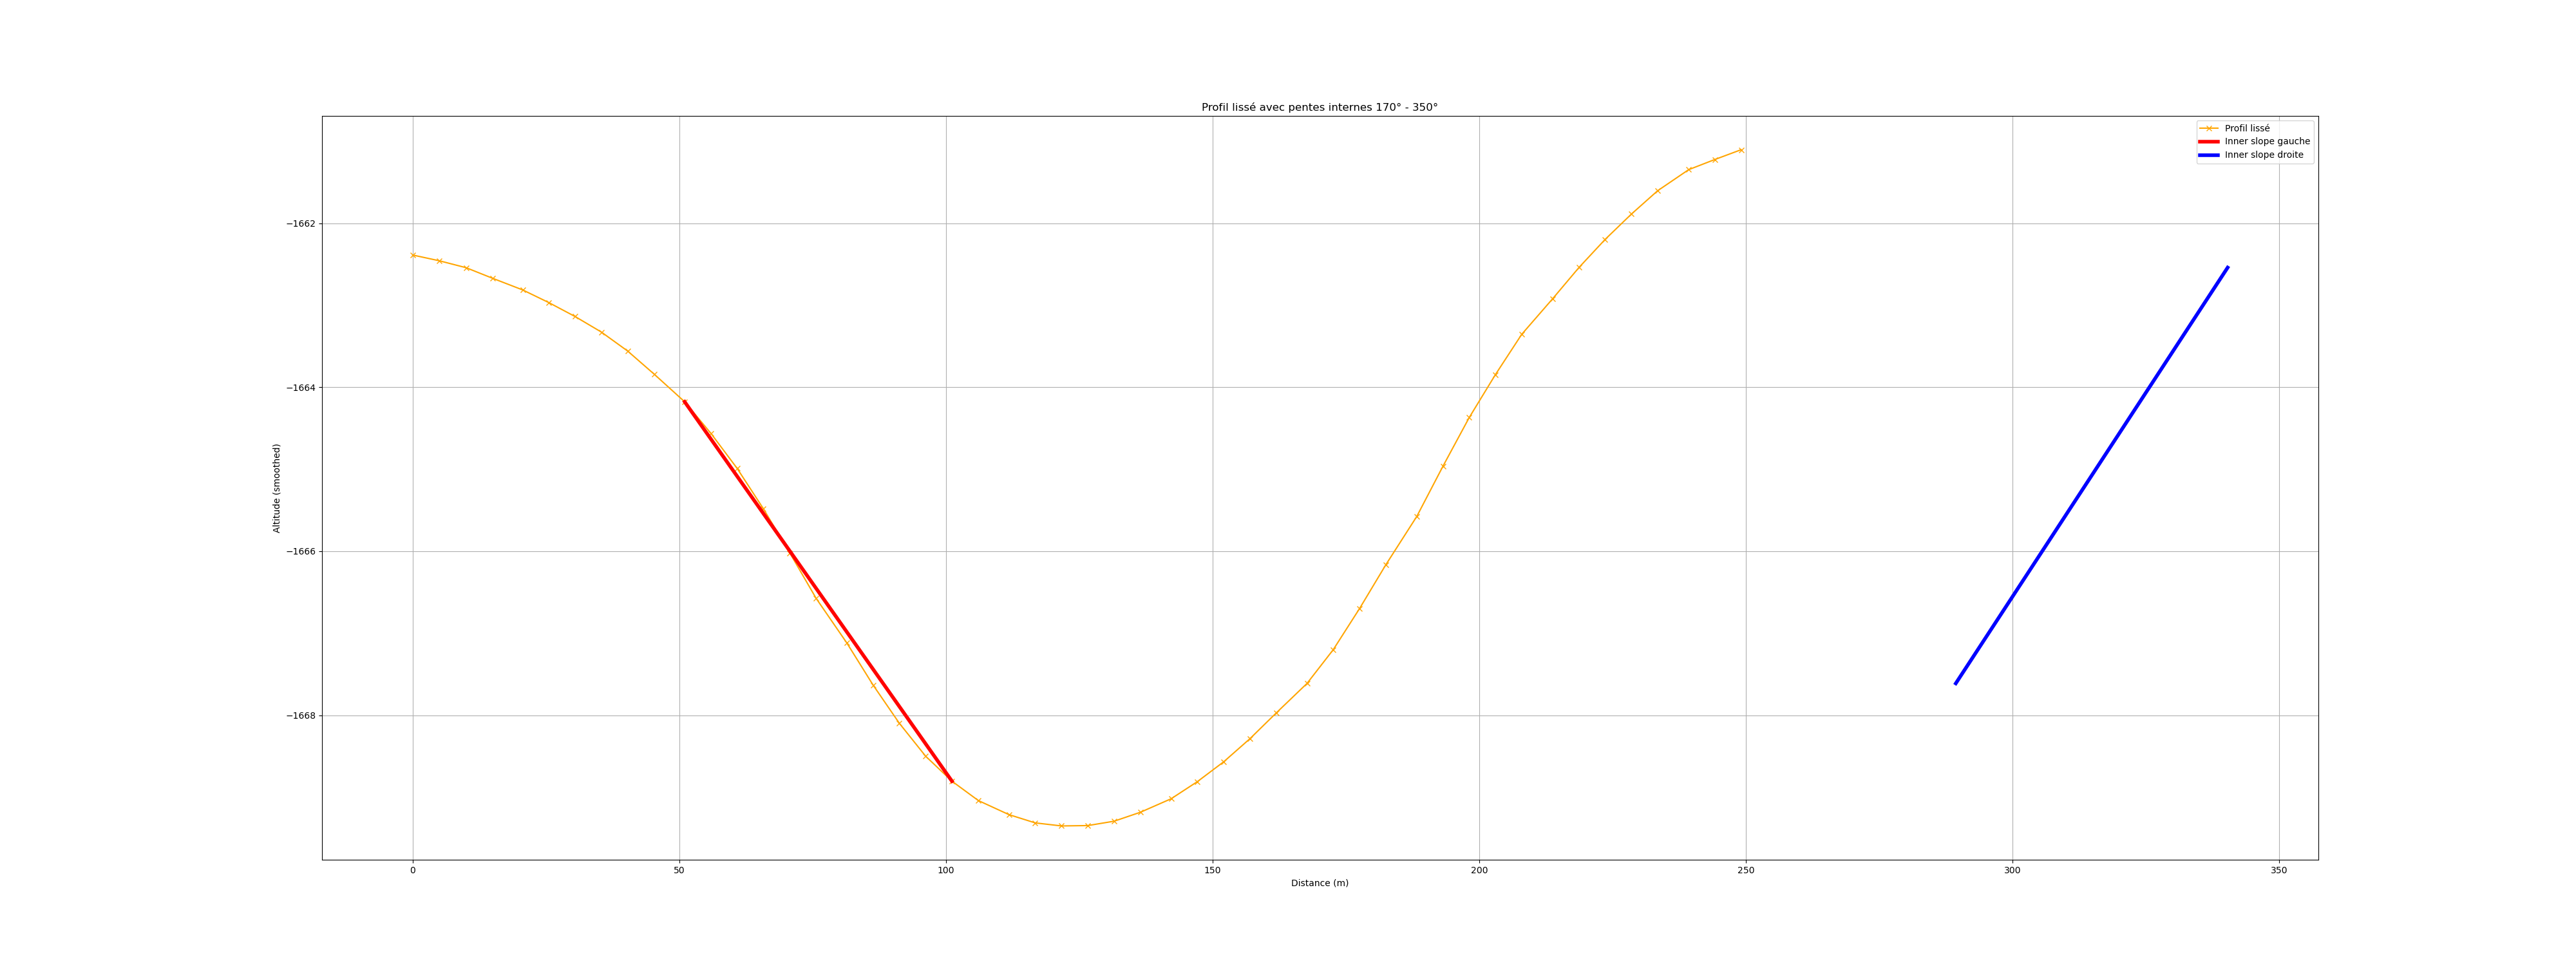 Profil lissé avec pentes internes 170° - 350°
Profil lissé
Inner slope gauche
Inner slope droite
−1662
−1664
−1666
−1668
Altitude (smoothed)
0
50
100
150
200
250
300
350
Distance (m)